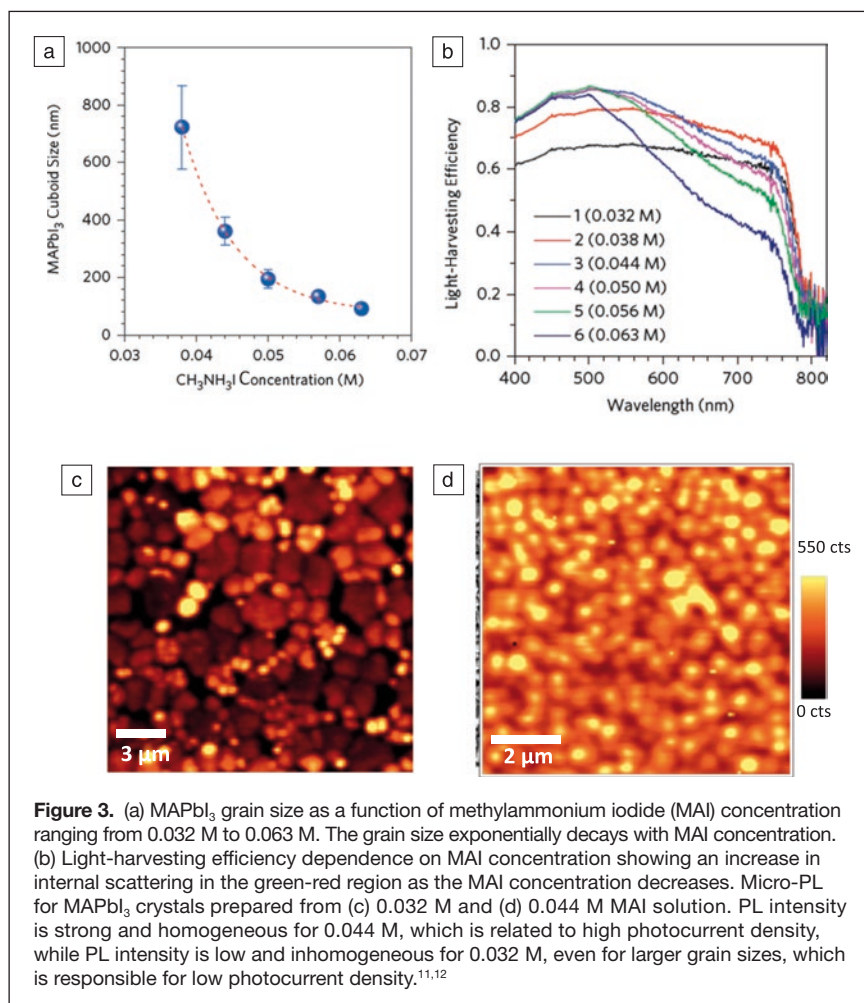 a
1000
800
600
400
200
0
0.03 0.04 0.05 0.06 0.07
MAPbI₃ Cuboid Size (nm)
CH₃NH₃I Concentration (M)
b
1.0
0.8
0.6
0.4
0.2
0.0
400 500 600 700 800
Light-Harvesting Efficiency
Wavelength (nm)
1 (0.032 M)
2 (0.038 M)
3 (0.044 M)
4 (0.050 M)
5 (0.056 M)
6 (0.063 M)
c
3 μm
d
2 μm
550 cts
0 cts
Figure 3. (a) MAPbI₃ grain size as a function of methylammonium iodide (MAI) concentration
ranging from 0.032 M to 0.063 M. The grain size exponentially decays with MAI concentration.
(b) Light-harvesting efficiency dependence on MAI concentration showing an increase in
internal scattering in the green-red region as the MAI concentration decreases. Micro-PL
for MAPbI₃ crystals prepared from (c) 0.032 M and (d) 0.044 M MAI solution. PL intensity
is strong and homogeneous for 0.044 M, which is related to high photocurrent density,
while PL intensity is low and inhomogeneous for 0.032 M, even for larger grain sizes, which
is responsible for low photocurrent density.¹¹,¹²